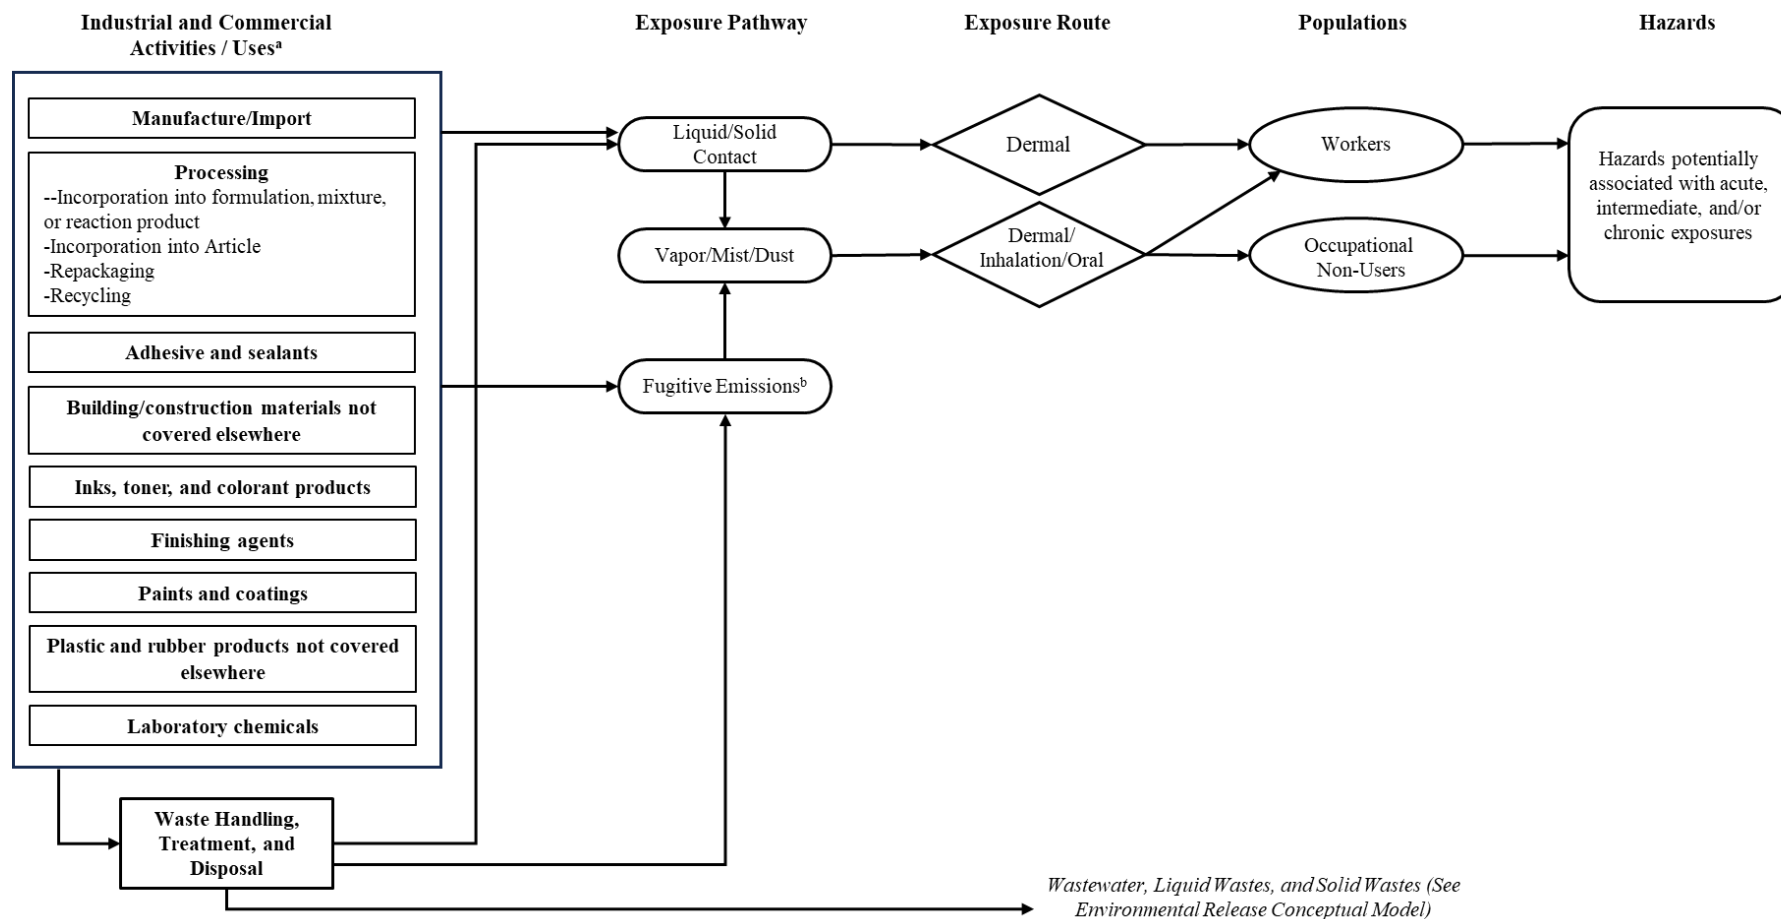 Industrial and Commercial
Activities / Usesᵃ
Exposure Pathway
Exposure Route
Populations
Hazards
Manufacture/Import
Processing
--Incorporation into formulation, mixture,
or reaction product
-Incorporation into Article
-Repackaging
-Recycling
Adhesive and sealants
Building/construction materials not
covered elsewhere
Inks, toner, and colorant products
Finishing agents
Paints and coatings
Plastic and rubber products not covered
elsewhere
Laboratory chemicals
Waste Handling,
Treatment, and
Disposal
Liquid/Solid
Contact
Vapor/Mist/Dust
Fugitive Emissionsᵇ
Dermal
Dermal/
Inhalation/Oral
Workers
Occupational
Non-Users
Hazards potentially
associated with acute,
intermediate, and/or
chronic exposures
Wastewater, Liquid Wastes, and Solid Wastes (See
Environmental Release Conceptual Model)